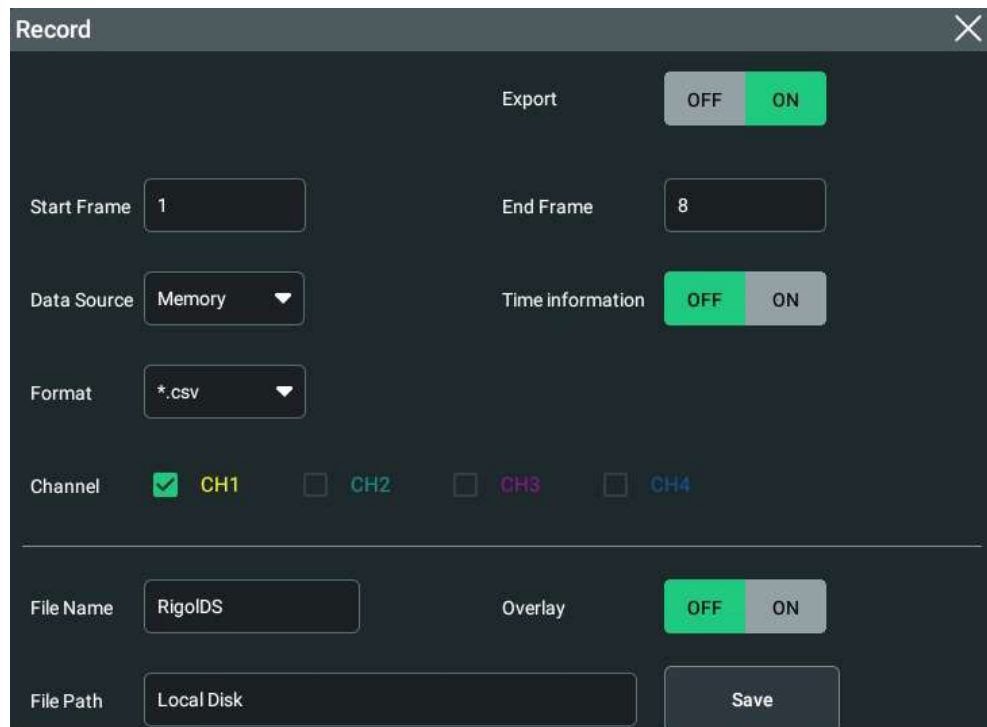 Record
Export OFF ON
Start Frame 1 End Frame 8
Data Source Memory Time information OFF ON
Format *.csv
Channel CH1 CH2 CH3 CH4
File Name RigolDS Overlay OFF ON
File Path Local Disk Save